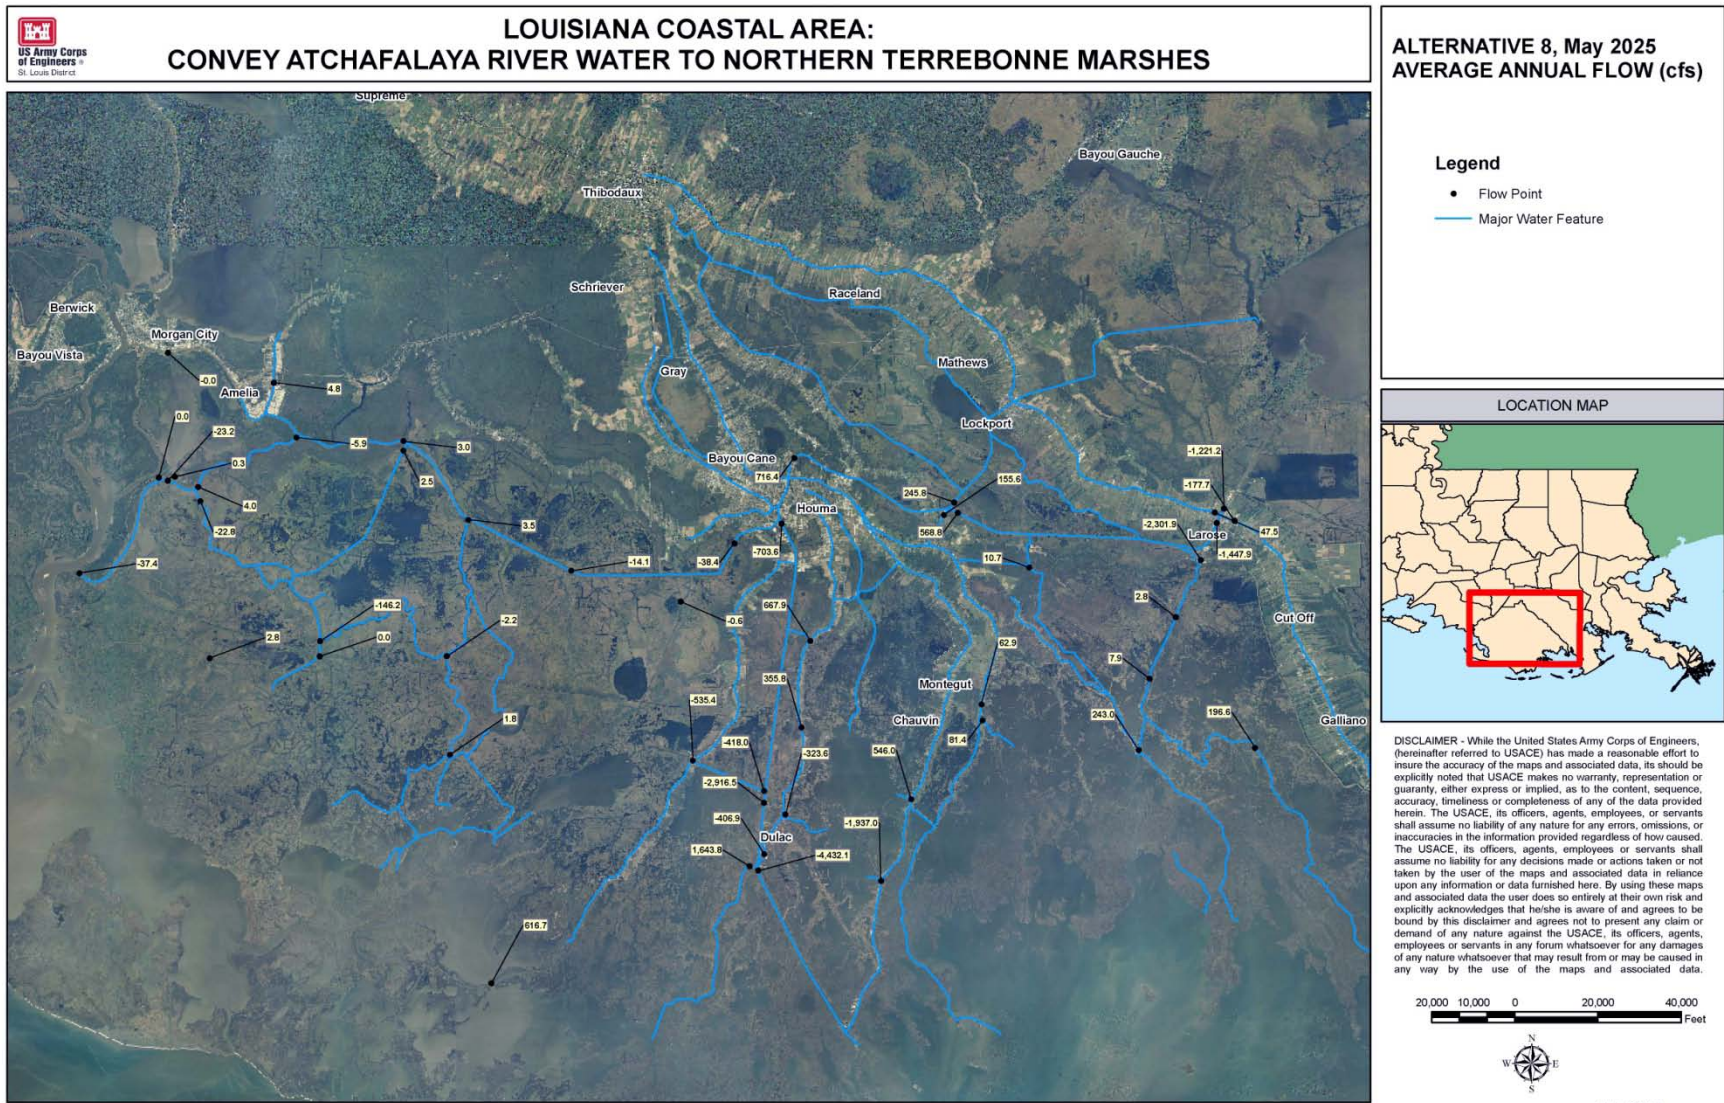 US Army Corps
of Engineers ®
St. Louis District
LOUISIANA COASTAL AREA:
CONVEY ATCHAFALAYA RIVER WATER TO NORTHERN TERREBONNE MARSHES
ALTERNATIVE 8, May 2025
AVERAGE ANNUAL FLOW (cfs)
Legend
Flow Point
Major Water Feature
Supreme
Bayou Gauche
Thibodaux
Schriever
Raceland
Berwick
Morgan City
Bayou Vista
Mathews
Gray
-0.0
4.8
Amelia
0.0
-23.2
Lockport
-5.9
3.0
0.3
-1,221.2
Bayou Cane
716.4
155.6
2.5
-177.7
245.8
4.0
Houma
3.5
-2,301.9
-22.8
568.8
47.5
Larose
-703.6
-1,447.9
10.7
-38.4
-37.4
-14.1
2.8
-146.2
667.9
-0.6
-2.2
Cut Off
2.8
0.0
62.9
7.9
355.8
Montegut
-535.4
1.8
243.0
196.6
Chauvin
Galliano
-418.0
81.4
-323.6
546.0
-2,916.5
-406.9
Dulac
-1,937.0
1,643.8
-4,432.1
616.7
LOCATION MAP
DISCLAIMER - While the United States Army Corps of Engineers,
(hereinafter referred to USACE) has made a reasonable effort to
insure the accuracy of the maps and associated data, its should be
explicitly noted that USACE makes no warranty, representation or
guaranty, either express or implied, as to the content, sequence,
accuracy, timeliness or completeness of any of the data provided
herein. The USACE, its officers, agents, employees, or servants
shall assume no liability of any nature for any errors, omissions, or
inaccuracies in the information provided regardless of how caused.
The USACE, its officers, agents, employees or servants shall
assume no liability for any decisions made or actions taken or not
taken by the user of the maps and associated data in reliance
upon any information or data furnished here. By using these maps
and associated data the user does so entirely at their own risk and
explicitly acknowledges that he/she is aware of and agrees to be
bound by this disclaimer and agrees not to present any claim or
demand of any nature against the USACE, its officers, agents,
employees or servants in any forum whatsoever for any damages
of any nature whatsoever that may result from or may be caused in
any way by the use of the maps and associated data.
20,000 10,000 0 20,000 40,000
Feet
N
W E
S